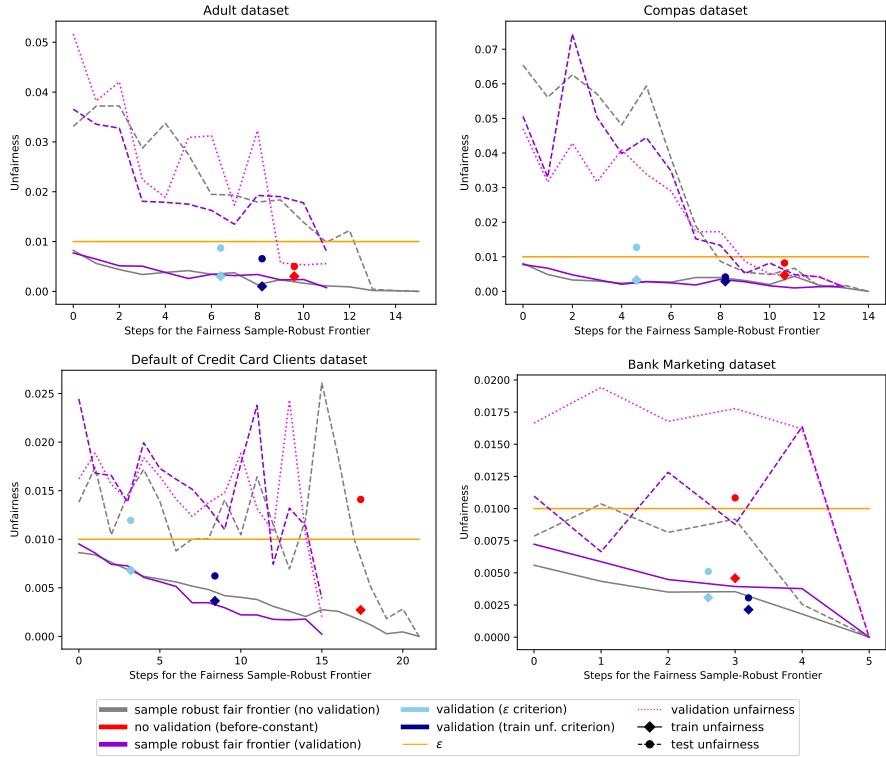 Adult dataset
Unfairness
0.05
0.04
0.03
0.02
0.01
0.00
0 2 4 6 8 10 12 14
Steps for the Fairness Sample-Robust Frontier
Compas dataset
Unfairness
0.07
0.06
0.05
0.04
0.03
0.02
0.01
0.00
0 2 4 6 8 10 12 14
Steps for the Fairness Sample-Robust Frontier
Default of Credit Card Clients dataset
Unfairness
0.025
0.020
0.015
0.010
0.005
0.000
0 5 10 15 20
Steps for the Fairness Sample-Robust Frontier
Bank Marketing dataset
Unfairness
0.0200
0.0175
0.0150
0.0125
0.0100
0.0075
0.0050
0.0025
0.0000
0 1 2 3 4 5
Steps for the Fairness Sample-Robust Frontier
sample robust fair frontier (no validation)
no validation (before-constant)
sample robust fair frontier (validation)
validation (ε criterion)
validation (train unf. criterion)
ε
validation unfairness
train unfairness
test unfairness